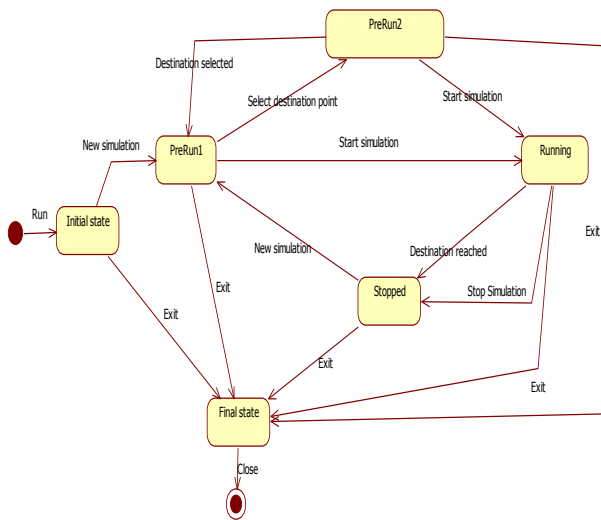 PreRun2
Destination selected
Select destination point
Start simulation
New simulation
PreRun1
Start simulation
Running
Run
Initial state
Exit
New simulation
Destination reached
Exit
Stopped
Stop Simulation
Exit
Exit
Exit
Final state
Close